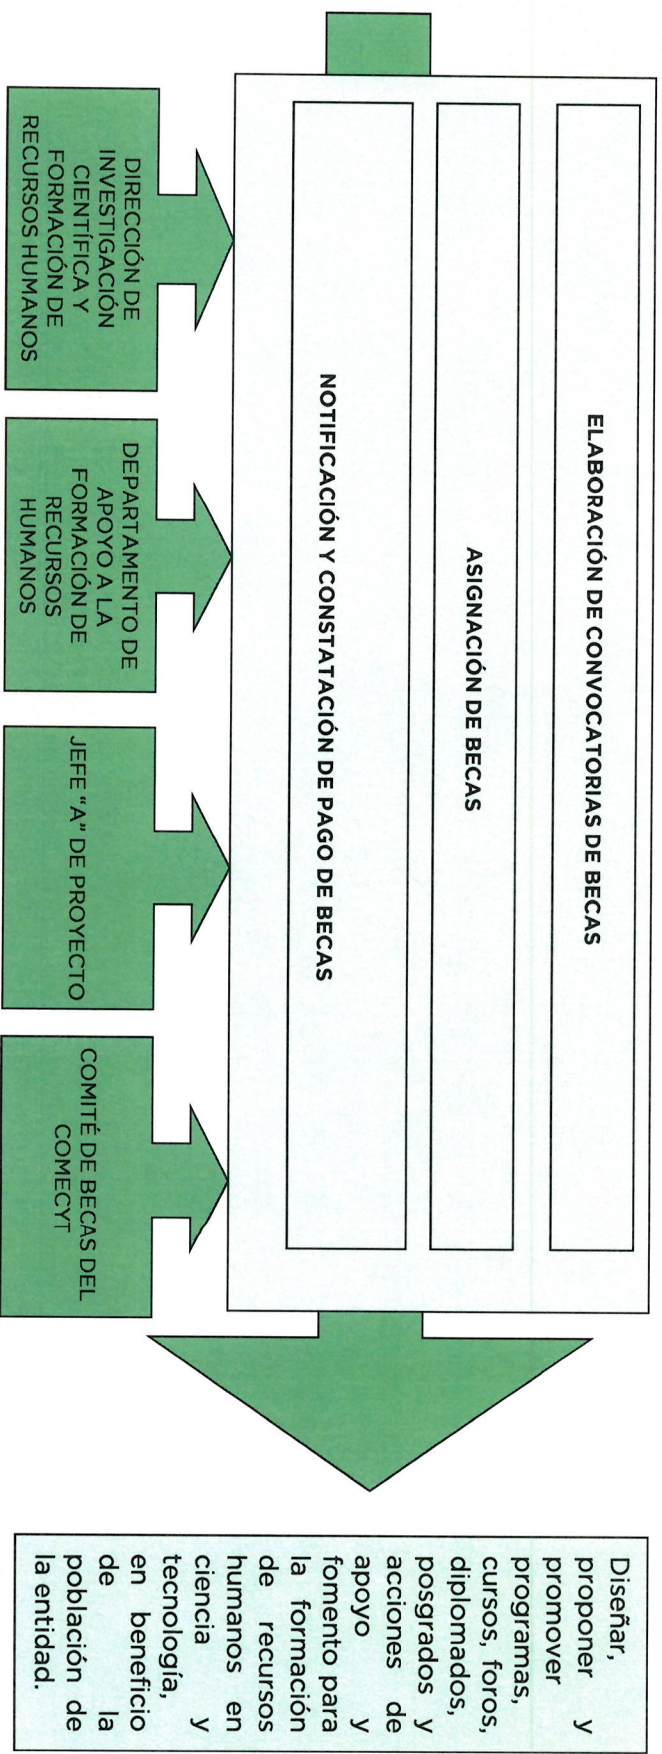 ELABORACIÓN DE CONVOCATORIAS DE BECAS
ASIGNACIÓN DE BECAS
NOTIFICACIÓN Y CONSTATACIÓN DE PAGO DE BECAS
DIRECCIÓN DE
INVESTIGACIÓN
CIENTÍFICA Y
FORMACIÓN DE
RECURSOS HUMANOS
DEPARTAMENTO DE
APOYO A LA
FORMACIÓN DE
RECURSOS
HUMANOS
JEFE "A" DE PROYECTO
COMITÉ DE BECAS DEL
COMECYT
Diseñar,
proponer y
promover
programas,
cursos, foros,
diplomados,
posgrados y
acciones de
apoyo y
fomento para
la formación
de recursos
humanos en
ciencia y
tecnología,
en beneficio
de la
población de
la entidad.